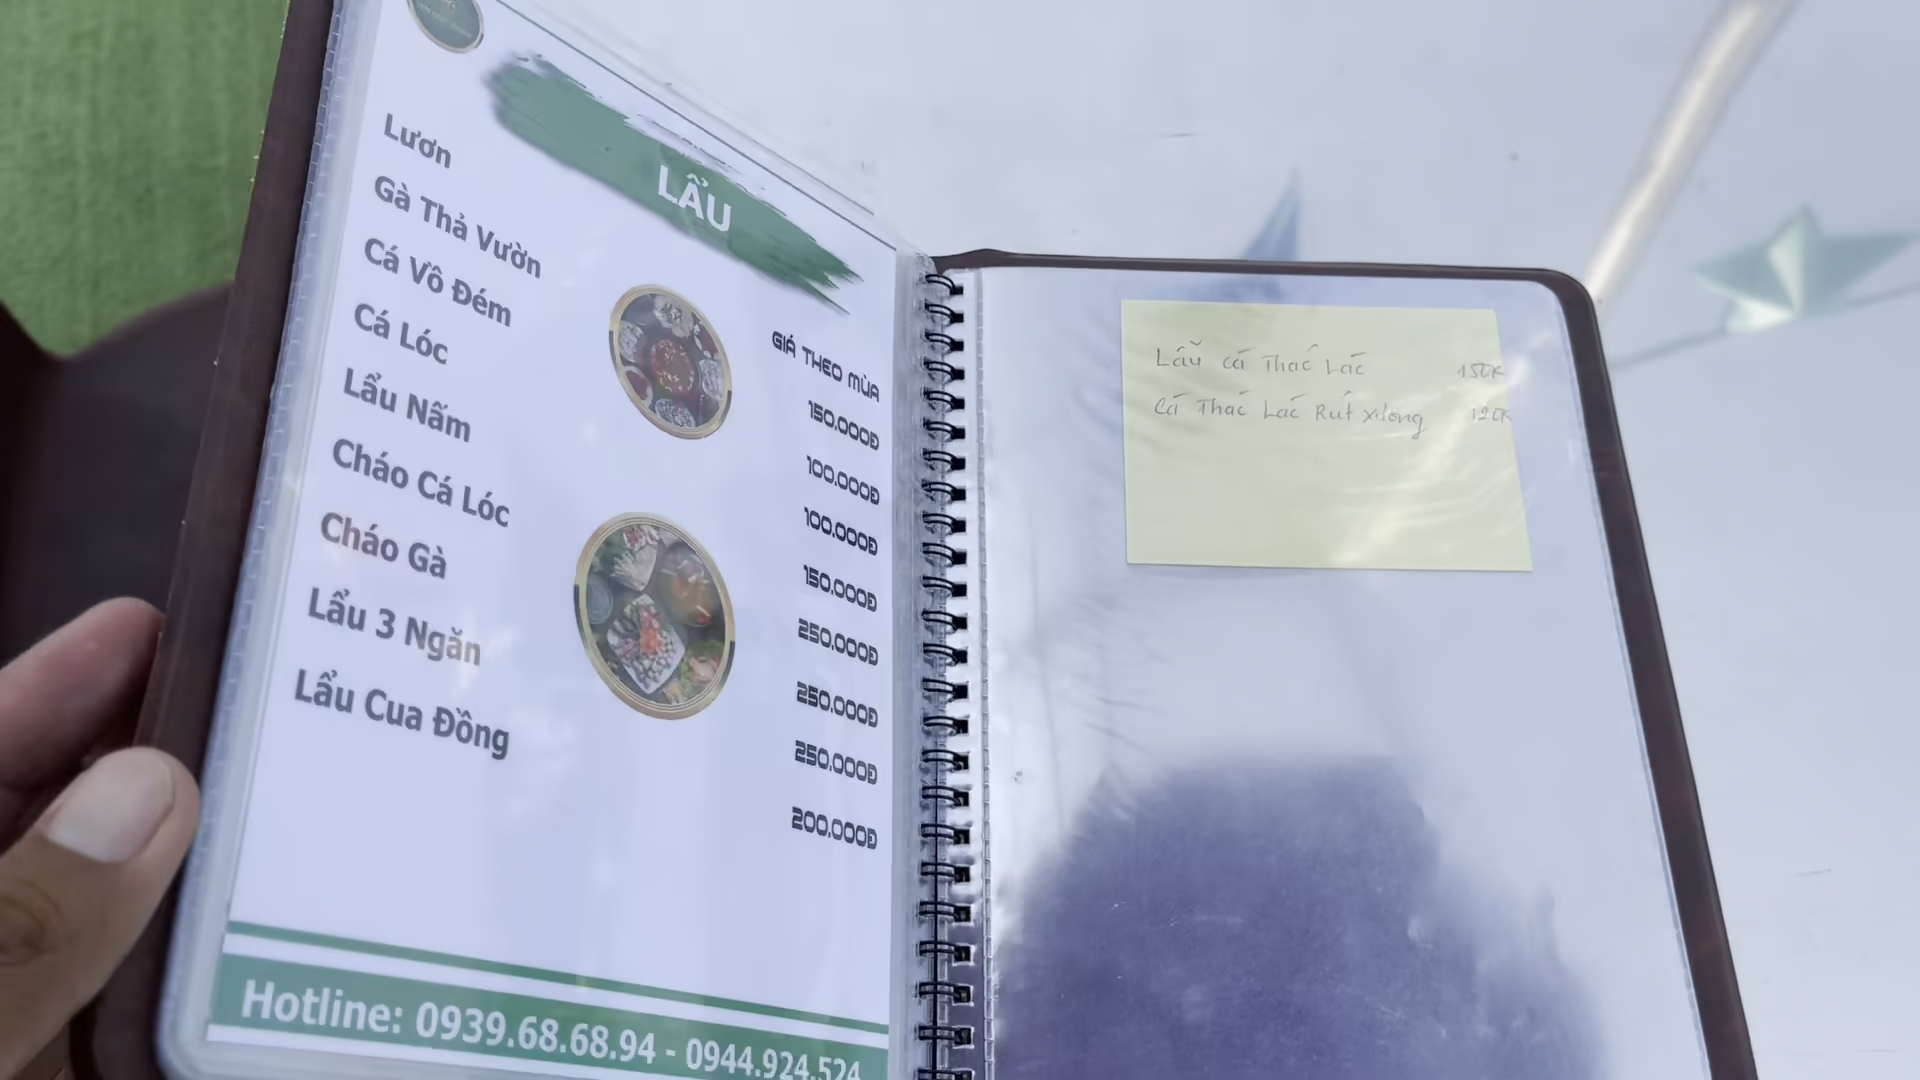 LẨU
Lươn
Gà Thả Vườn
Cá Vồ Đém
Cá Lóc
Lẩu Nấm
Cháo Cá Lóc
Cháo Gà
Lẩu 3 Ngăn
Lẩu Cua Đồng
GIÁ THEO MÙA
150.000Đ
100.000Đ
100.000Đ
150.000Đ
250.000Đ
250.000Đ
250.000Đ
200.000Đ
Hotline: 0939.68.68.94 - 0944.924.524
Lẫu cá Thác Lác 150K
Cá Thác Lác Rút xương 120K